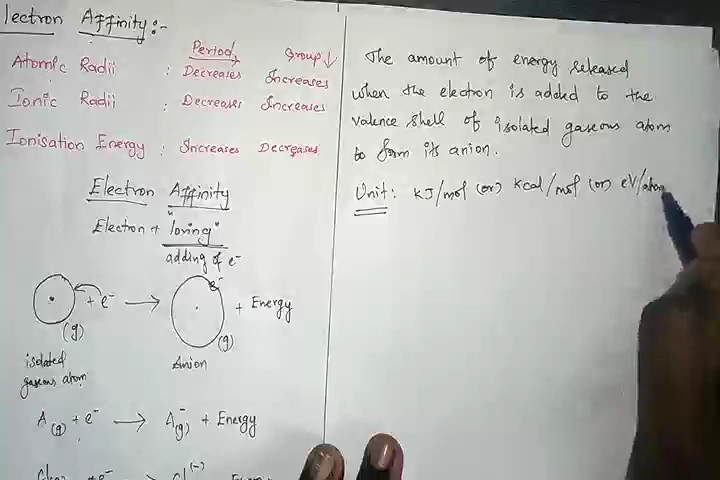 lectron Affinity:-
Period → Group ↓
Atomic Radii : Decreases Increases
Ionic Radii : Decreases Increases
Ionisation Energy : Increases Decreases
Electron Affinity
Electron + "loving"
adding of e⁻
+ e⁻ → e⁻ + Energy
(g) (g)
isolated
gaseous atom
Anion
A(g) + e⁻ → A⁻(g) + Energy
The amount of energy released
when the electron is added to the
valence shell of isolated gaseous atom
to form its anion.
Unit: KJ/mol (or) Kcal/mol (or) eV/atom